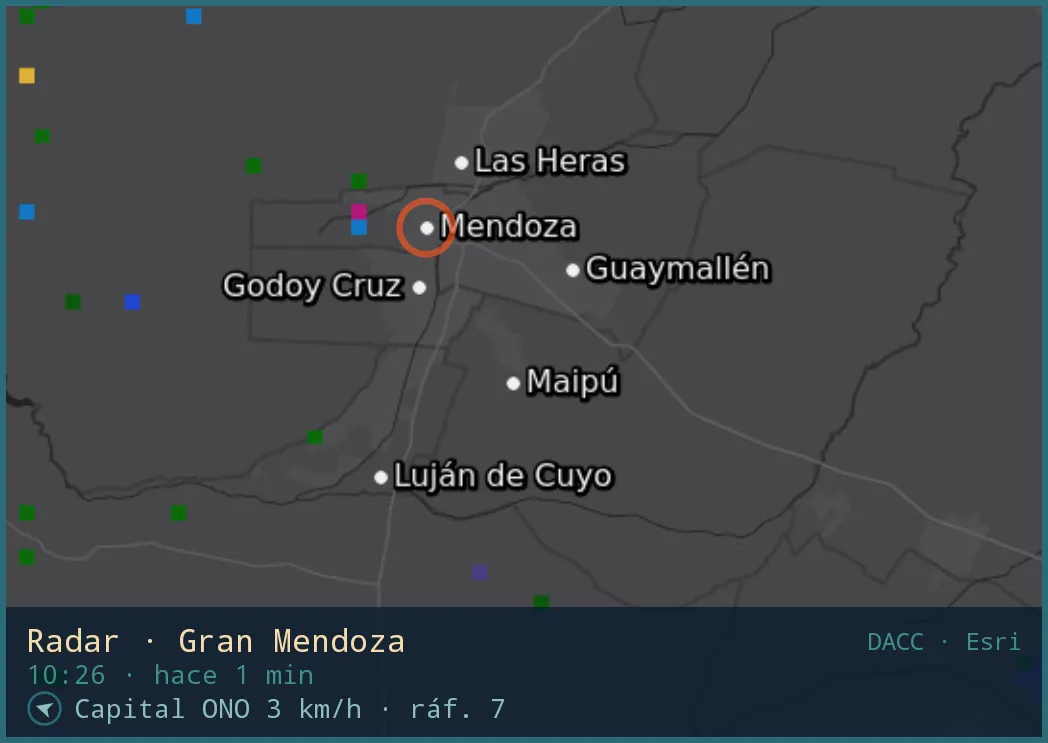 Las Heras
Mendoza
Guaymallén
Godoy Cruz
Maipú
Luján de Cuyo
Radar · Gran Mendoza
DACC · Esri
10:26 · hace 1 min
Capital ONO 3 km/h · ráf. 7